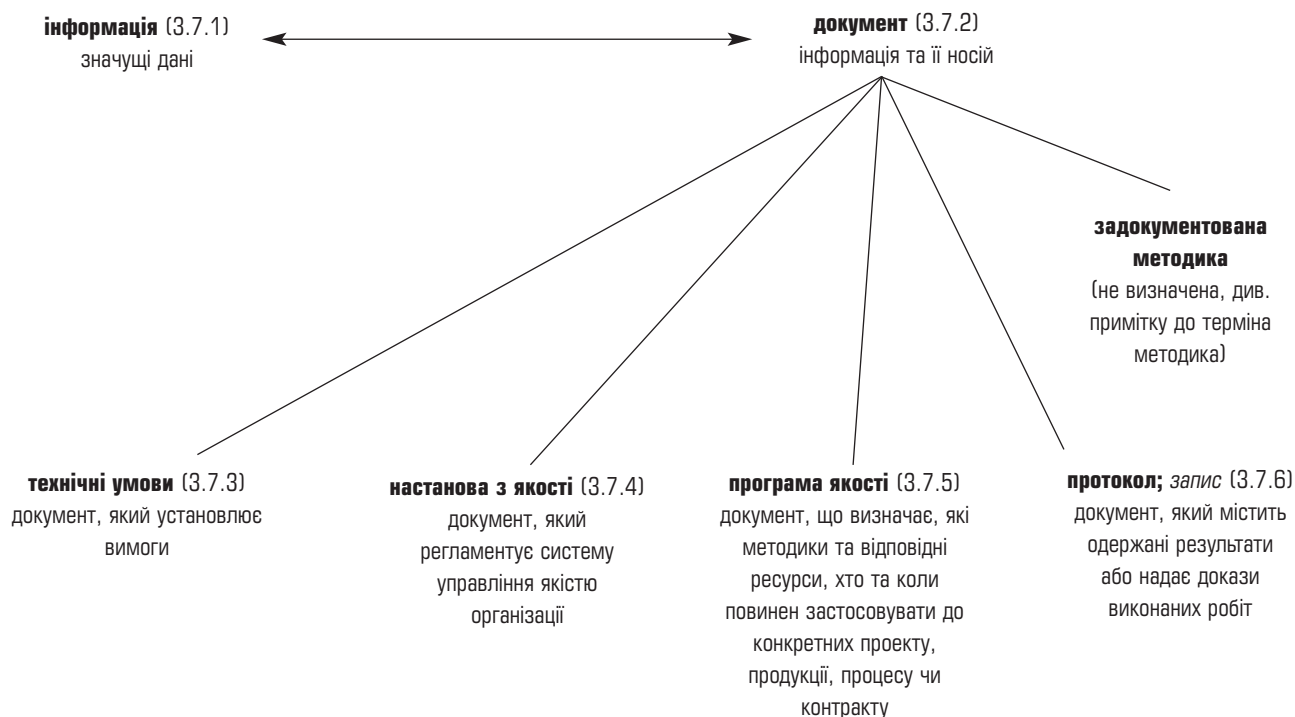 інформація (3.7.1)
значущі дані
документ (3.7.2)
інформація та її носій
задокументована
методика
(не визначена, див.
примітку до терміна
методика)
технічні умови (3.7.3)
документ, який установлює
вимоги
настанова з якості (3.7.4)
документ, який
регламентує систему
управління якістю
організації
програма якості (3.7.5)
документ, що визначає, які
методики та відповідні
ресурси, хто та коли
повинен застосовувати до
конкретних проекту,
продукції, процесу чи
контракту
протокол; запис (3.7.6)
документ, який містить
одержані результати
або надає докази
виконаних робіт